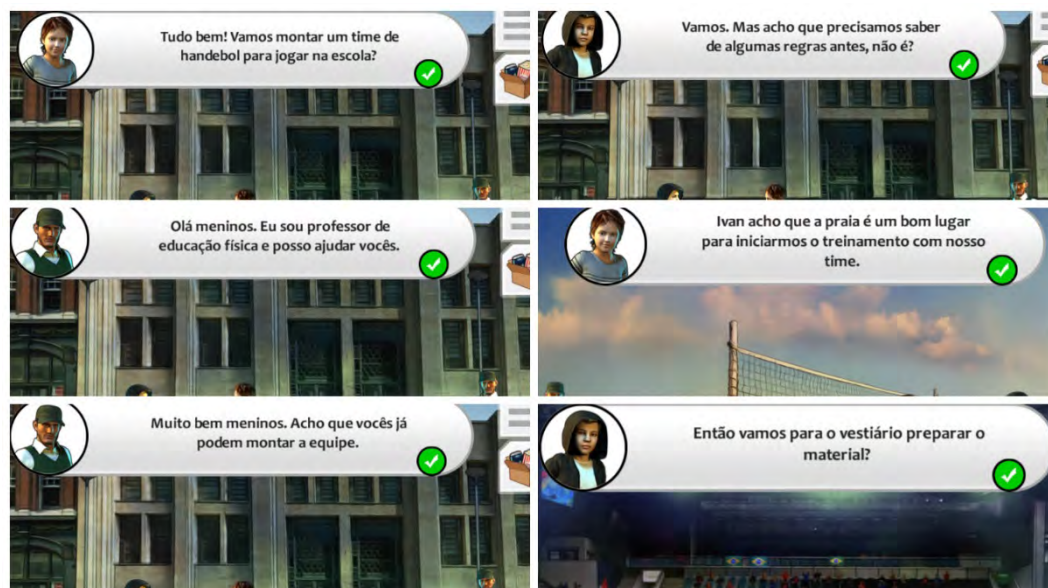 Tudo bem! Vamos montar um time de
handebol para jogar na escola?
Vamos. Mas acho que precisamos saber
de algumas regras antes, não é?
Olá meninos. Eu sou professor de
educação física e posso ajudar vocês.
Ivan acho que a praia é um bom lugar
para iniciarmos o treinamento com nosso
time.
Muito bem meninos. Acho que vocês já
podem montar a equipe.
Então vamos para o vestiário preparar o
material?